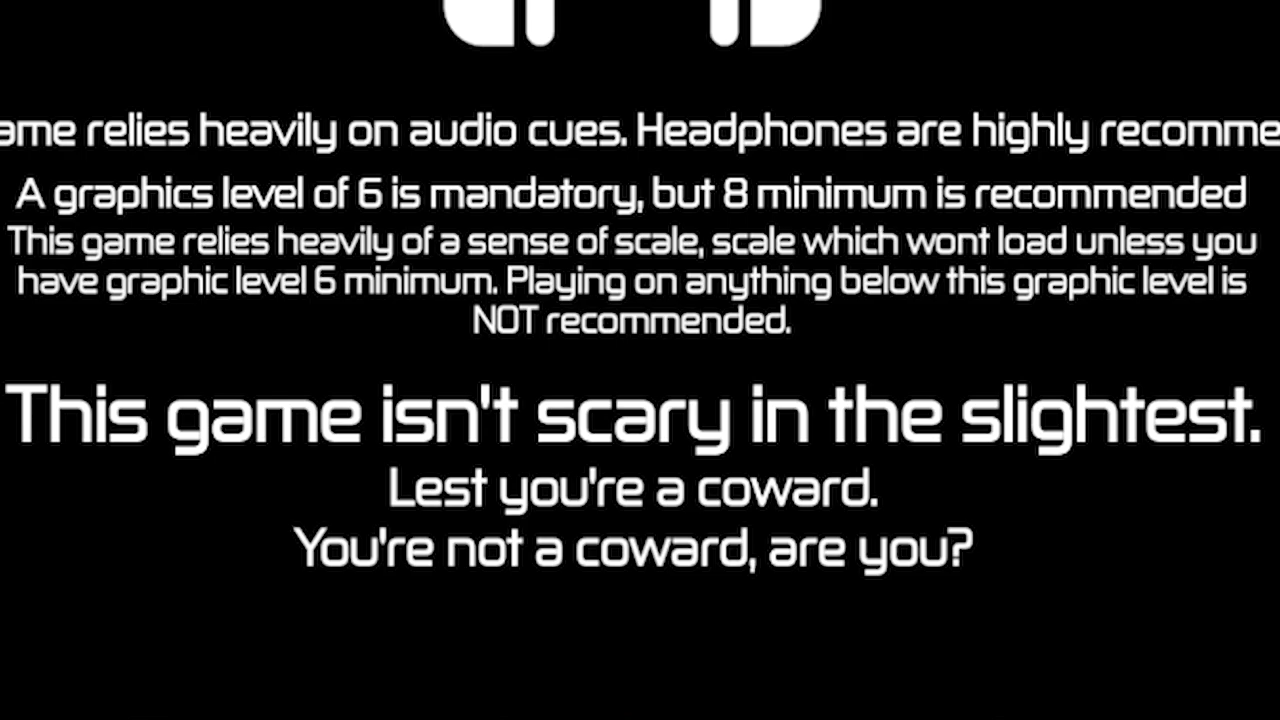 ame relies heavily on audio cues. Headphones are highly recomme
A graphics level of 6 is mandatory, but 8 minimum is recommended
This game relies heavily of a sense of scale, scale which wont load unless you
have graphic level 6 minimum. Playing on anything below this graphic level is
NOT recommended.
This game isn't scary in the slightest.
Lest you're a coward.
You're not a coward, are you?